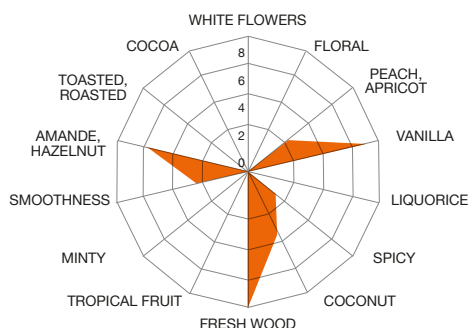 WHITE FLOWERS
COCOA
FLORAL
TOASTED,
ROASTED
PEACH,
APRICOT
AMANDE,
HAZELNUT
VANILLA
8
6
4
2
0
SMOOTHNESS
LIQUORICE
MINTY
SPICY
TROPICAL FRUIT
COCONUT
FRESH WOOD